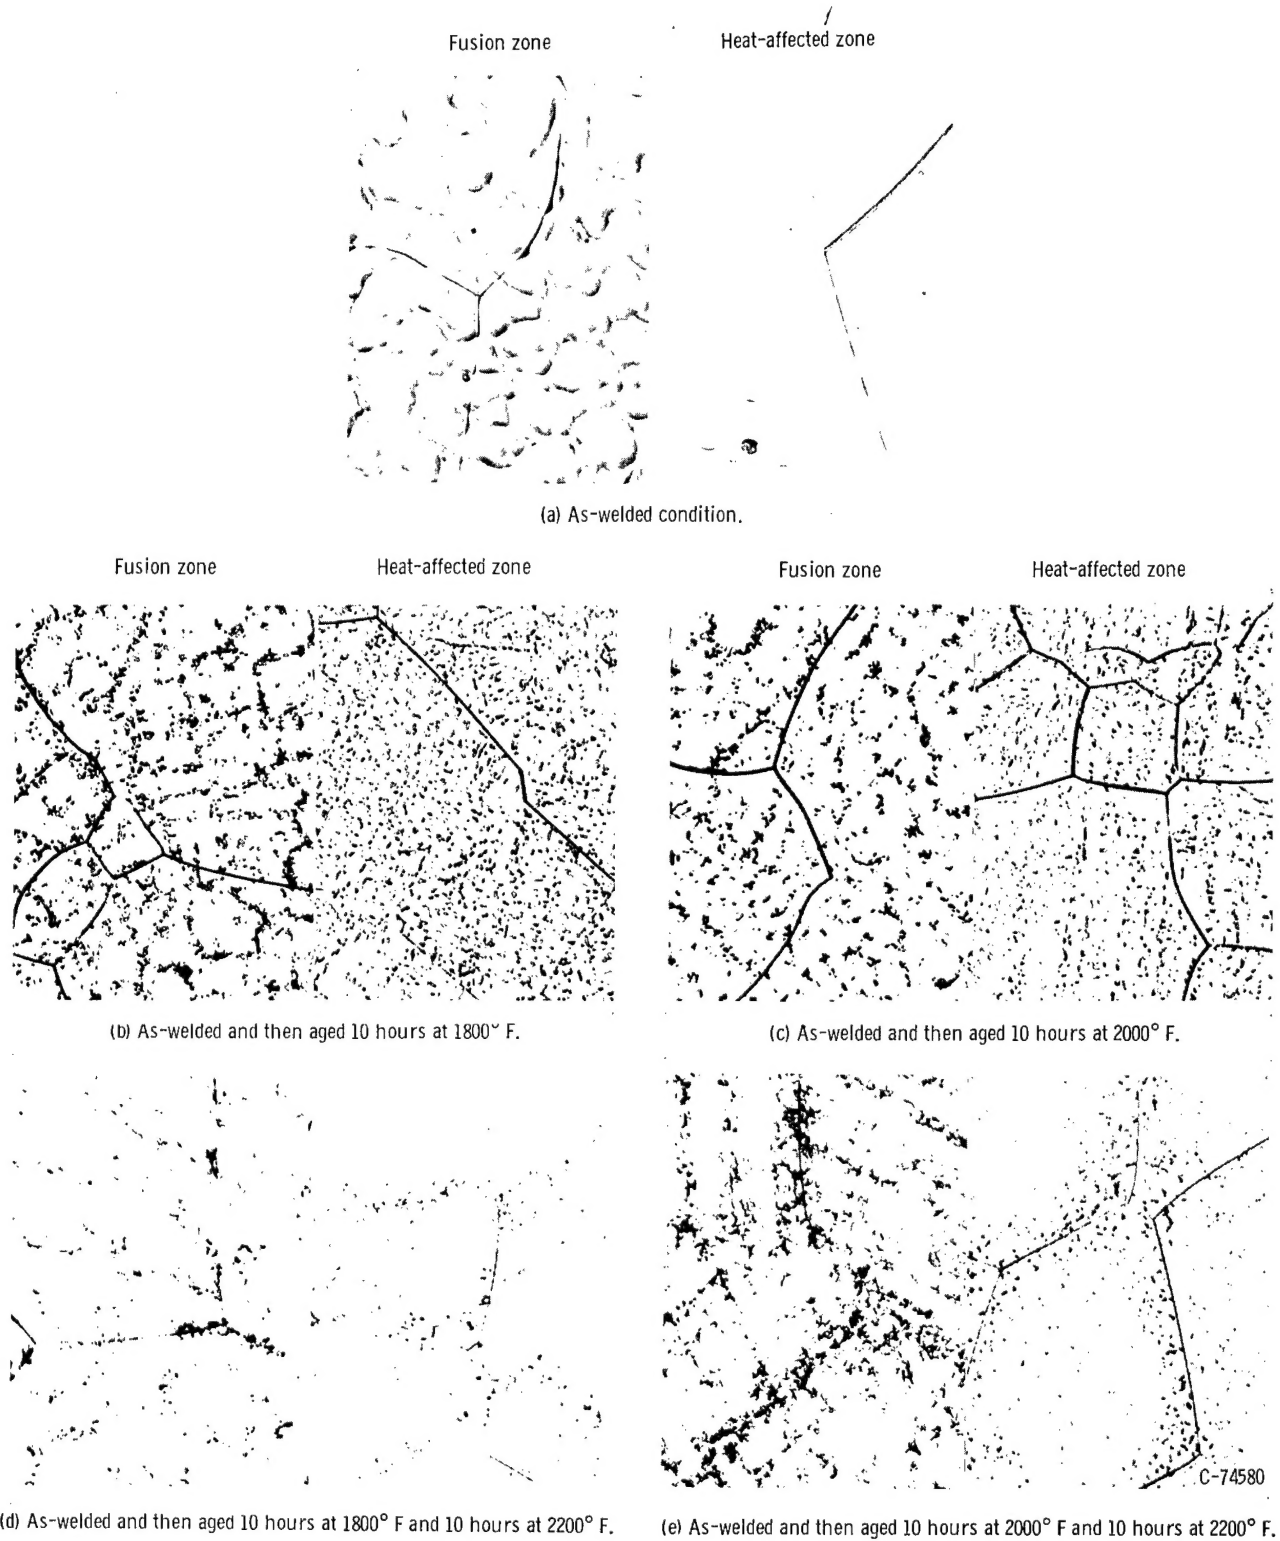 Fusion zone Heat-affected zone
(a) As-welded condition.
Fusion zone Heat-affected zone Fusion zone Heat-affected zone
(b) As-welded and then aged 10 hours at 1800° F. (c) As-welded and then aged 10 hours at 2000° F.
C-74580
(d) As-welded and then aged 10 hours at 1800° F and 10 hours at 2200° F. (e) As-welded and then aged 10 hours at 2000° F and 10 hours at 2200° F.